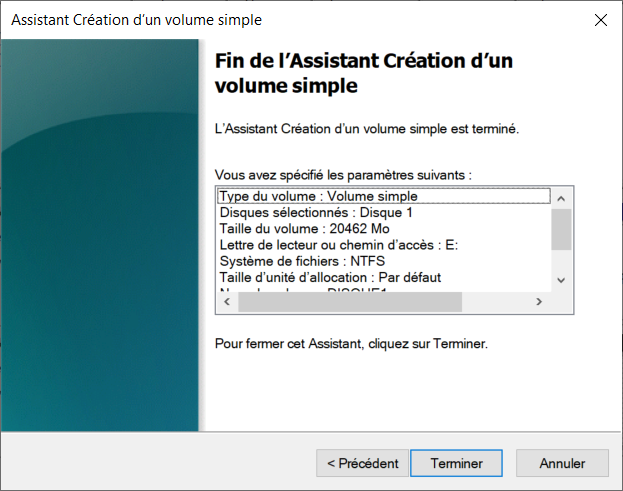 Assistant Création d'un volume simple
Fin de l'Assistant Création d'un
volume simple
L'Assistant Création d'un volume simple est terminé.
Vous avez spécifié les paramètres suivants :
Type du volume : Volume simple
Disques sélectionnés : Disque 1
Taille du volume : 20462 Mo
Lettre de lecteur ou chemin d'accès : E:
Système de fichiers : NTFS
Taille d'unité d'allocation : Par défaut
Pour fermer cet Assistant, cliquez sur Terminer.
< Précédent
Terminer
Annuler